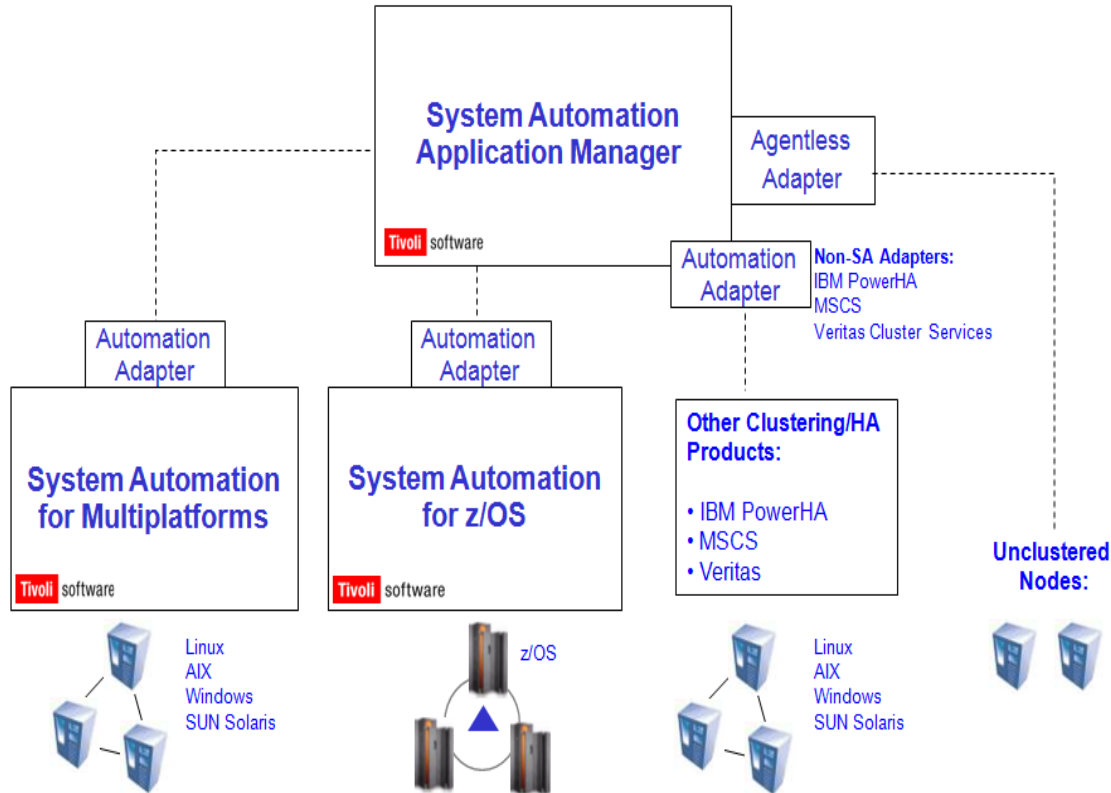 System Automation
Application Manager
Tivoli software
Agentless
Adapter
Automation
Adapter
Non-SA Adapters:
IBM PowerHA
MSCS
Veritas Cluster Services
Automation
Adapter
System Automation
for Multiplatforms
Tivoli software
Automation
Adapter
System Automation
for z/OS
Tivoli software
Other Clustering/HA
Products:
• IBM PowerHA
• MSCS
• Veritas
Unclustered
Nodes:
Linux
AIX
Windows
SUN Solaris
z/OS
Linux
AIX
Windows
SUN Solaris